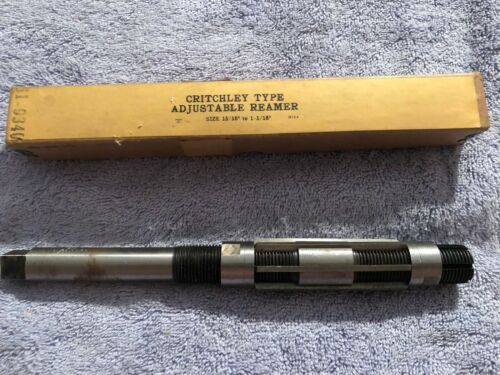 CRITCHLEY TYPE
ADJUSTABLE REAMER
SIZE 15/16" to 1-1/16"